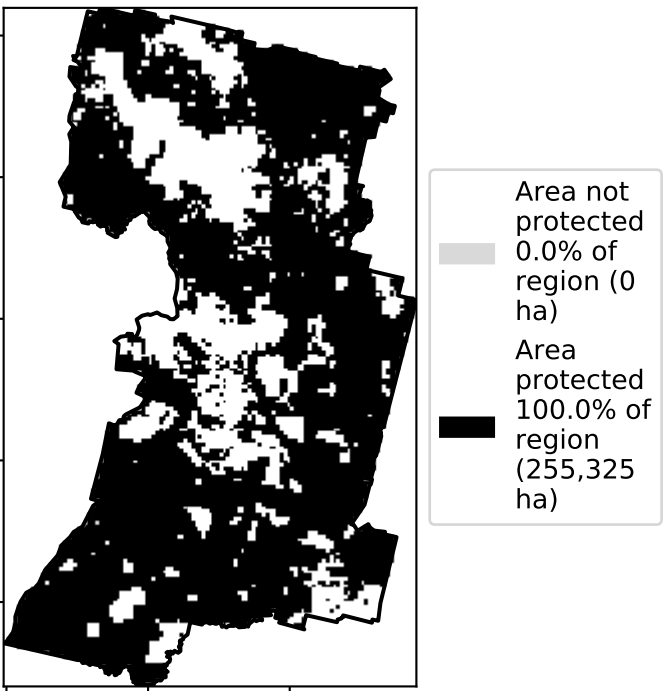 Area not
protected
0.0% of
region (0
ha)
Area
protected
100.0% of
region
(255,325
ha)